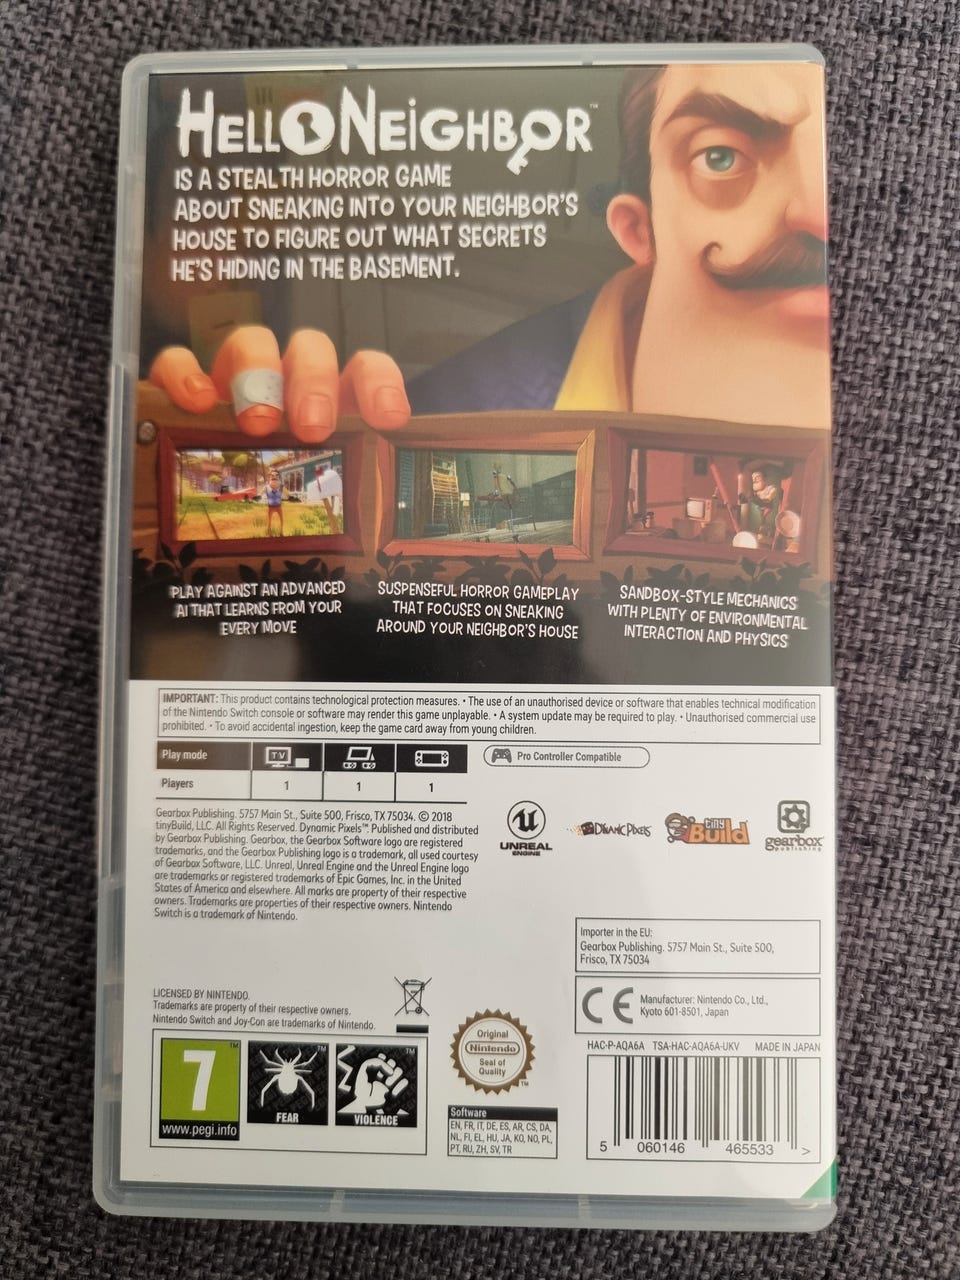 HELLO NEIGHBOR™
IS A STEALTH HORROR GAME
ABOUT SNEAKING INTO YOUR NEIGHBOR'S
HOUSE TO FIGURE OUT WHAT SECRETS
HE'S HIDING IN THE BASEMENT.
PLAY AGAINST AN ADVANCED
AI THAT LEARNS FROM YOUR
EVERY MOVE
SUSPENSEFUL HORROR GAMEPLAY
THAT FOCUSES ON SNEAKING
AROUND YOUR NEIGHBOR'S HOUSE
SANDBOX-STYLE MECHANICS
WITH PLENTY OF ENVIRONMENTAL
INTERACTION AND PHYSICS
IMPORTANT: This product contains technological protection measures. • The use of an unauthorised device or software that enables technical modification
of the Nintendo Switch console or software may render this game unplayable. • A system update may be required to play. • Unauthorised commercial use
prohibited. • To avoid accidental ingestion, keep the game card away from young children.
Play mode TV
Players 1 1 1
Pro Controller Compatible
Gearbox Publishing. 5757 Main St., Suite 500, Frisco, TX 75034. © 2018
tinyBuild, LLC. All Rights Reserved. Dynamic Pixels™. Published and distributed
by Gearbox Publishing. Gearbox, the Gearbox Software logo are registered
trademarks, and the Gearbox Publishing logo is a trademark, all used courtesy
of Gearbox Software, LLC. Unreal, Unreal Engine and the Unreal Engine logo
are trademarks or registered trademarks of Epic Games, Inc. in the United
States of America and elsewhere. All marks are property of their respective
owners. Trademarks are properties of their respective owners. Nintendo
Switch is a trademark of Nintendo.
UNREAL
ENGINE
DYNAMIC PIXELS
tiny
Build
gearbox
publishing
Importer in the EU:
Gearbox Publishing. 5757 Main St., Suite 500,
Frisco, TX 75034
CE
Manufacturer: Nintendo Co., Ltd.,
Kyoto 601-8501, Japan
LICENSED BY NINTENDO.
Trademarks are property of their respective owners.
Nintendo Switch and Joy-Con are trademarks of Nintendo.
7™
www.pegi.info
™
FEAR
™
VIOLENCE
Original
Nintendo
Seal of
Quality
™
Software
EN, FR, IT, DE, ES, AR, CS, DA,
NL, FI, EL, HU, JA, KO, NO, PL,
PT, RU, ZH, SV, TR
HAC-P-AQA6A TSA-HAC-AQA6A-UKV MADE IN JAPAN
5 060146 465533 >